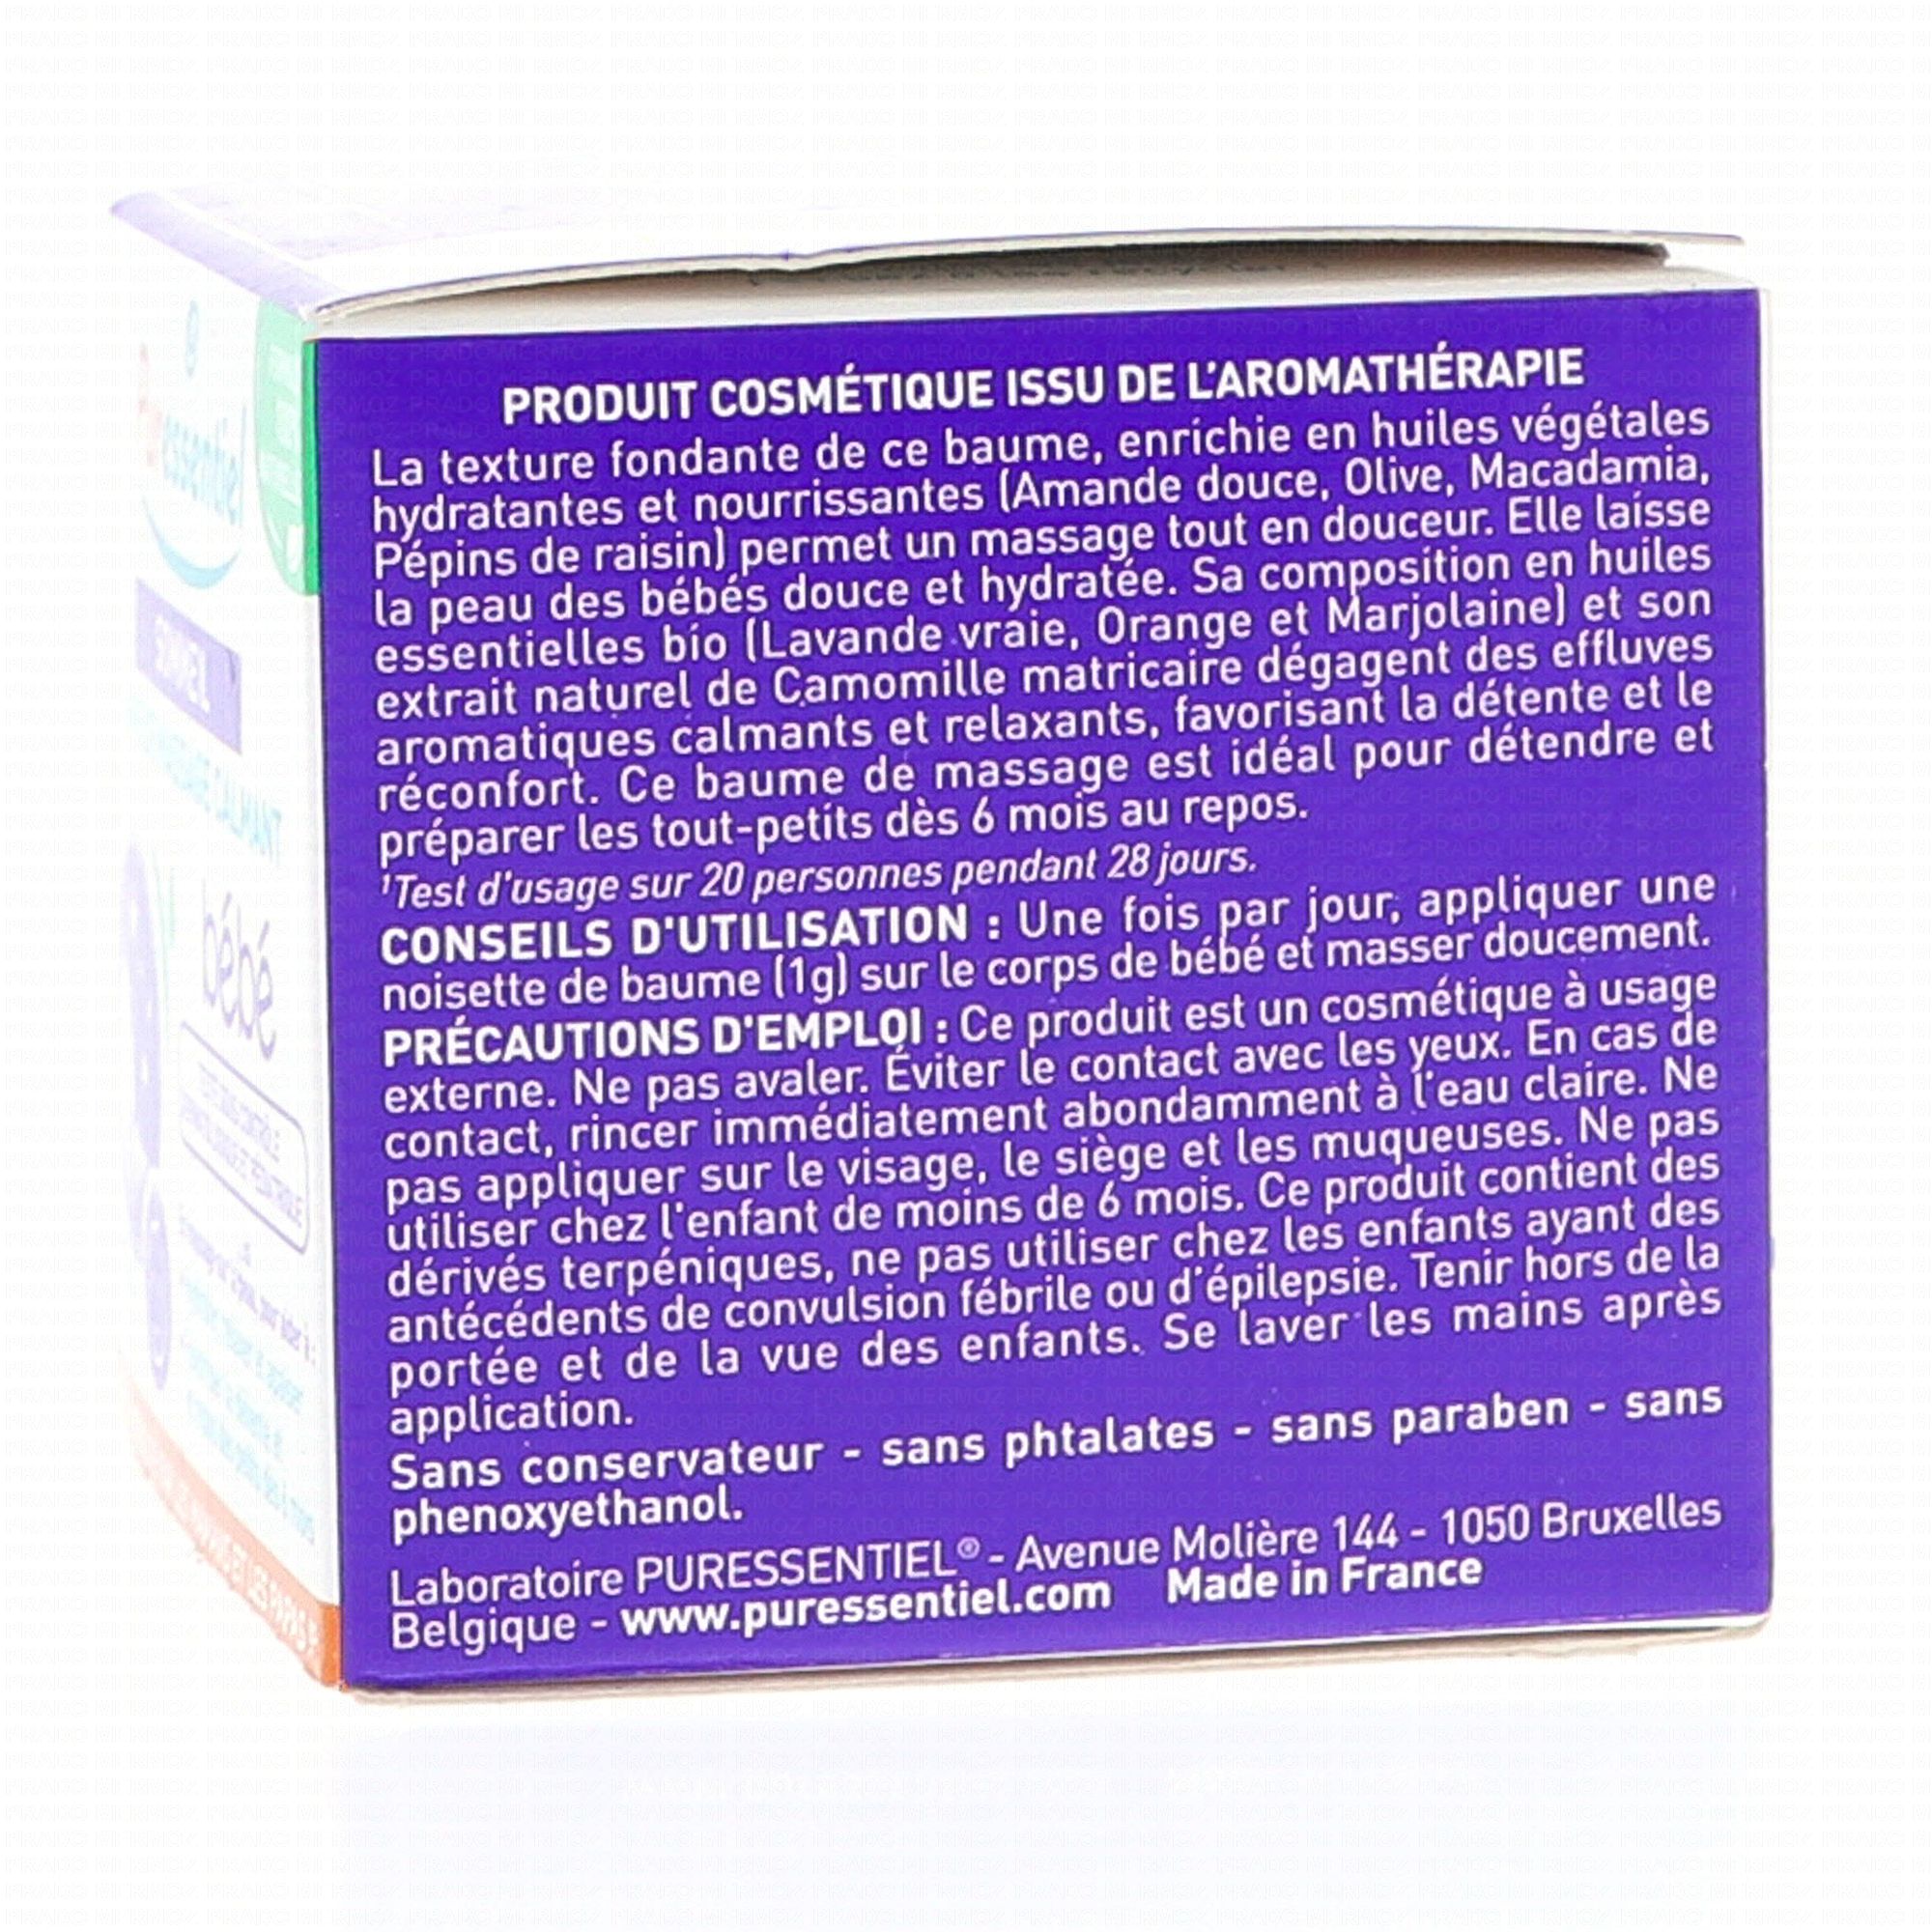 PRODUIT COSMÉTIQUE ISSU DE L'AROMATHÉRAPIE
La texture fondante de ce baume, enrichie en huiles végétales
hydratantes et nourrissantes (Amande douce, Olive, Macadamia,
Pépins de raisin) permet un massage tout en douceur. Elle laisse
la peau des bébés douce et hydratée. Sa composition en huiles
essentielles bio (Lavande vraie, Orange et Marjolaine) et son
extrait naturel de Camomille matricaire dégagent des effluves
aromatiques calmants et relaxants, favorisant la détente et le
réconfort. Ce baume de massage est idéal pour détendre et
préparer les tout-petits dès 6 mois au repos.
¹Test d'usage sur 20 personnes pendant 28 jours.
CONSEILS D'UTILISATION : Une fois par jour, appliquer une
noisette de baume (1g) sur le corps de bébé et masser doucement.
PRÉCAUTIONS D'EMPLOI : Ce produit est un cosmétique à usage
externe. Ne pas avaler. Éviter le contact avec les yeux. En cas de
contact, rincer immédiatement abondamment à l'eau claire. Ne
pas appliquer sur le visage, le siège et les muqueuses. Ne pas
utiliser chez l'enfant de moins de 6 mois. Ce produit contient des
dérivés terpéniques, ne pas utiliser chez les enfants ayant des
antécédents de convulsion fébrile ou d'épilepsie. Tenir hors de la
portée et de la vue des enfants. Se laver les mains après
application.
Sans conservateur - sans phtalates - sans paraben - sans
phenoxyethanol.
Laboratoire PURESSENTIEL® - Avenue Molière 144 - 1050 Bruxelles
Belgique - www.puressentiel.com Made in France
bébé